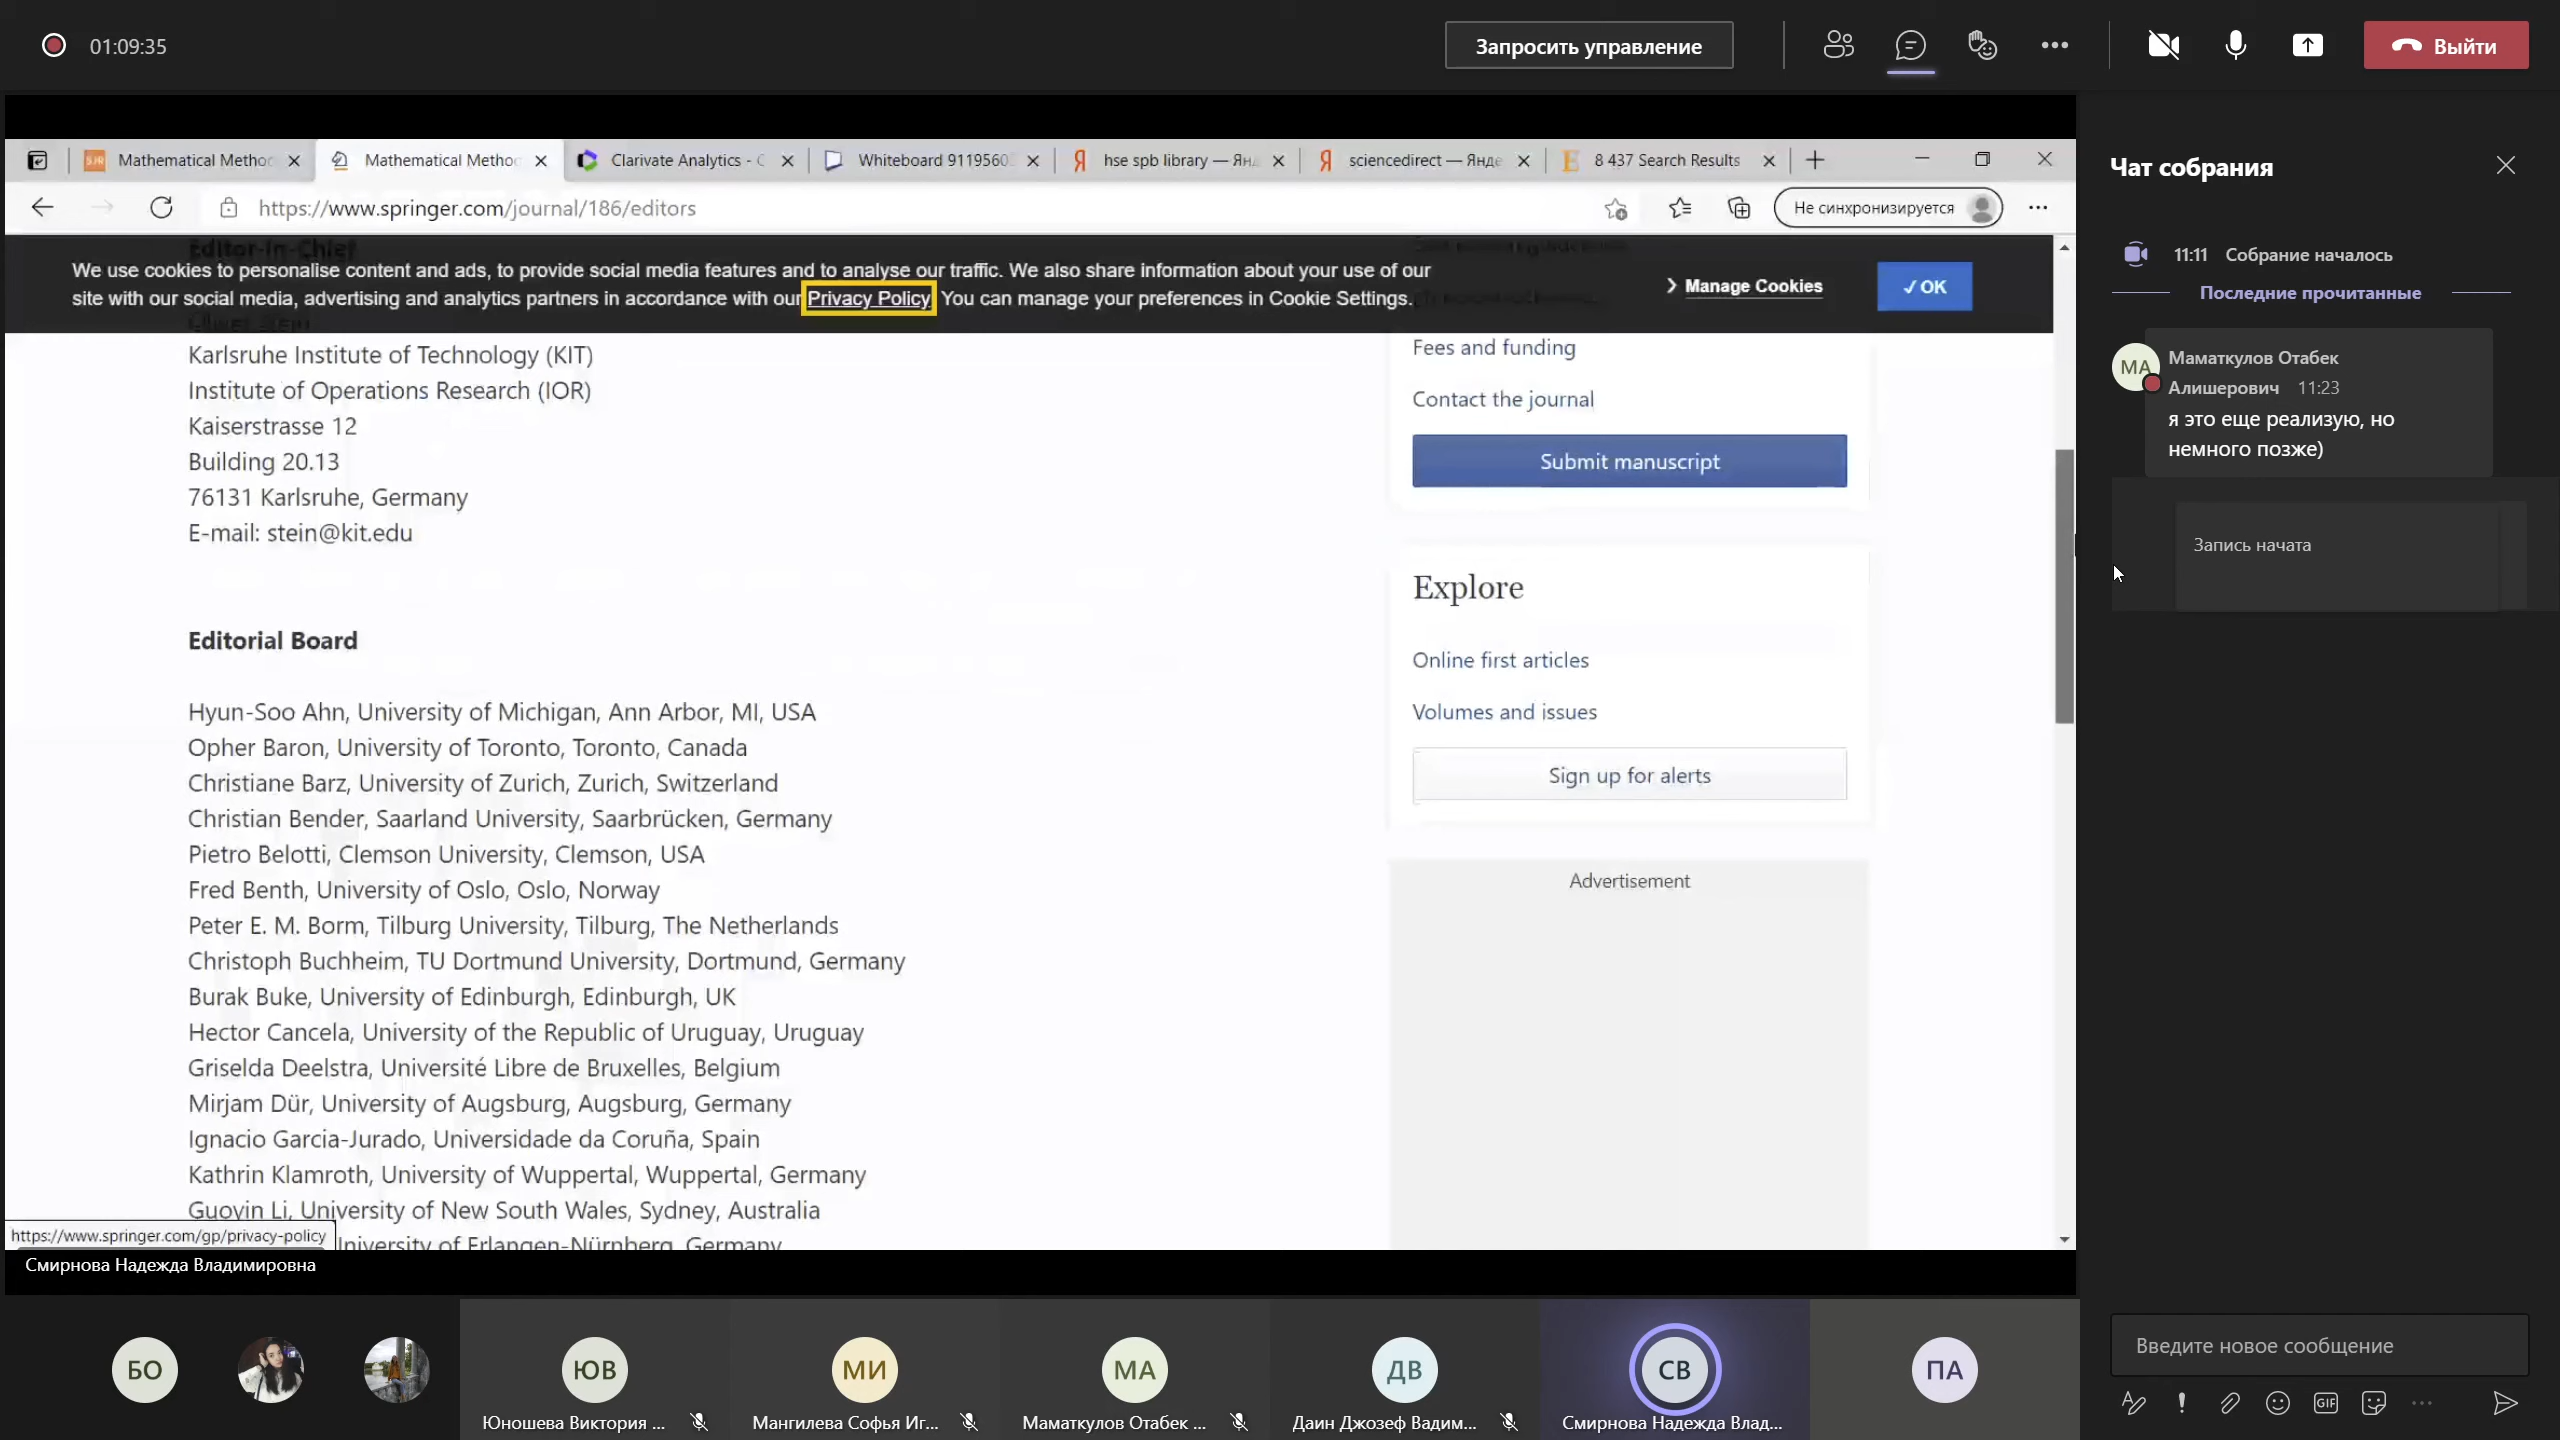 01:09:35
Запросить управление
Выйти
Mathematical Method
Mathematical Method
Clarivate Analytics - C
Whiteboard 9119560
hse spb library — Янд
sciencedirect — Янде
8 437 Search Results
https://www.springer.com/journal/186/editors
Не синхронизируется
Editor-in-Chief
We use cookies to personalise content and ads, to provide social media features and to analyse our traffic. We also share information about your use of our
site with our social media, advertising and analytics partners in accordance with our Privacy Policy You can manage your preferences in Cookie Settings.
Manage Cookies
✓OK
Karlsruhe Institute of Technology (KIT)
Institute of Operations Research (IOR)
Kaiserstrasse 12
Building 20.13
76131 Karlsruhe, Germany
E-mail: stein@kit.edu
Editorial Board
Hyun-Soo Ahn, University of Michigan, Ann Arbor, MI, USA
Opher Baron, University of Toronto, Toronto, Canada
Christiane Barz, University of Zurich, Zurich, Switzerland
Christian Bender, Saarland University, Saarbrücken, Germany
Pietro Belotti, Clemson University, Clemson, USA
Fred Benth, University of Oslo, Oslo, Norway
Peter E. M. Borm, Tilburg University, Tilburg, The Netherlands
Christoph Buchheim, TU Dortmund University, Dortmund, Germany
Burak Buke, University of Edinburgh, Edinburgh, UK
Hector Cancela, University of the Republic of Uruguay, Uruguay
Griselda Deelstra, Université Libre de Bruxelles, Belgium
Mirjam Dür, University of Augsburg, Augsburg, Germany
Ignacio García-Jurado, Universidade da Coruña, Spain
Kathrin Klamroth, University of Wuppertal, Wuppertal, Germany
Guoyin Li, University of New South Wales, Sydney, Australia
University of Erlangen-Nürnberg, Germany
https://www.springer.com/gp/privacy-policy
Fees and funding
Contact the journal
Submit manuscript
Explore
Online first articles
Volumes and issues
Sign up for alerts
Advertisement
Смирнова Надежда Владимировна
БО
ЮВ
Юношева Виктория ...
МИ
Мангилева Софья Иг...
МА
Маматкулов Отабек ...
ДВ
Даин Джозеф Вадим...
СВ
Смирнова Надежда Влад...
ПА
Чат собрания
11:11 Собрание началось
Последние прочитанные
МА
Маматкулов Отабек
Алишерович 11:23
я это еще реализую, но
немного позже)
Запись начата
Введите новое сообщение
GIF